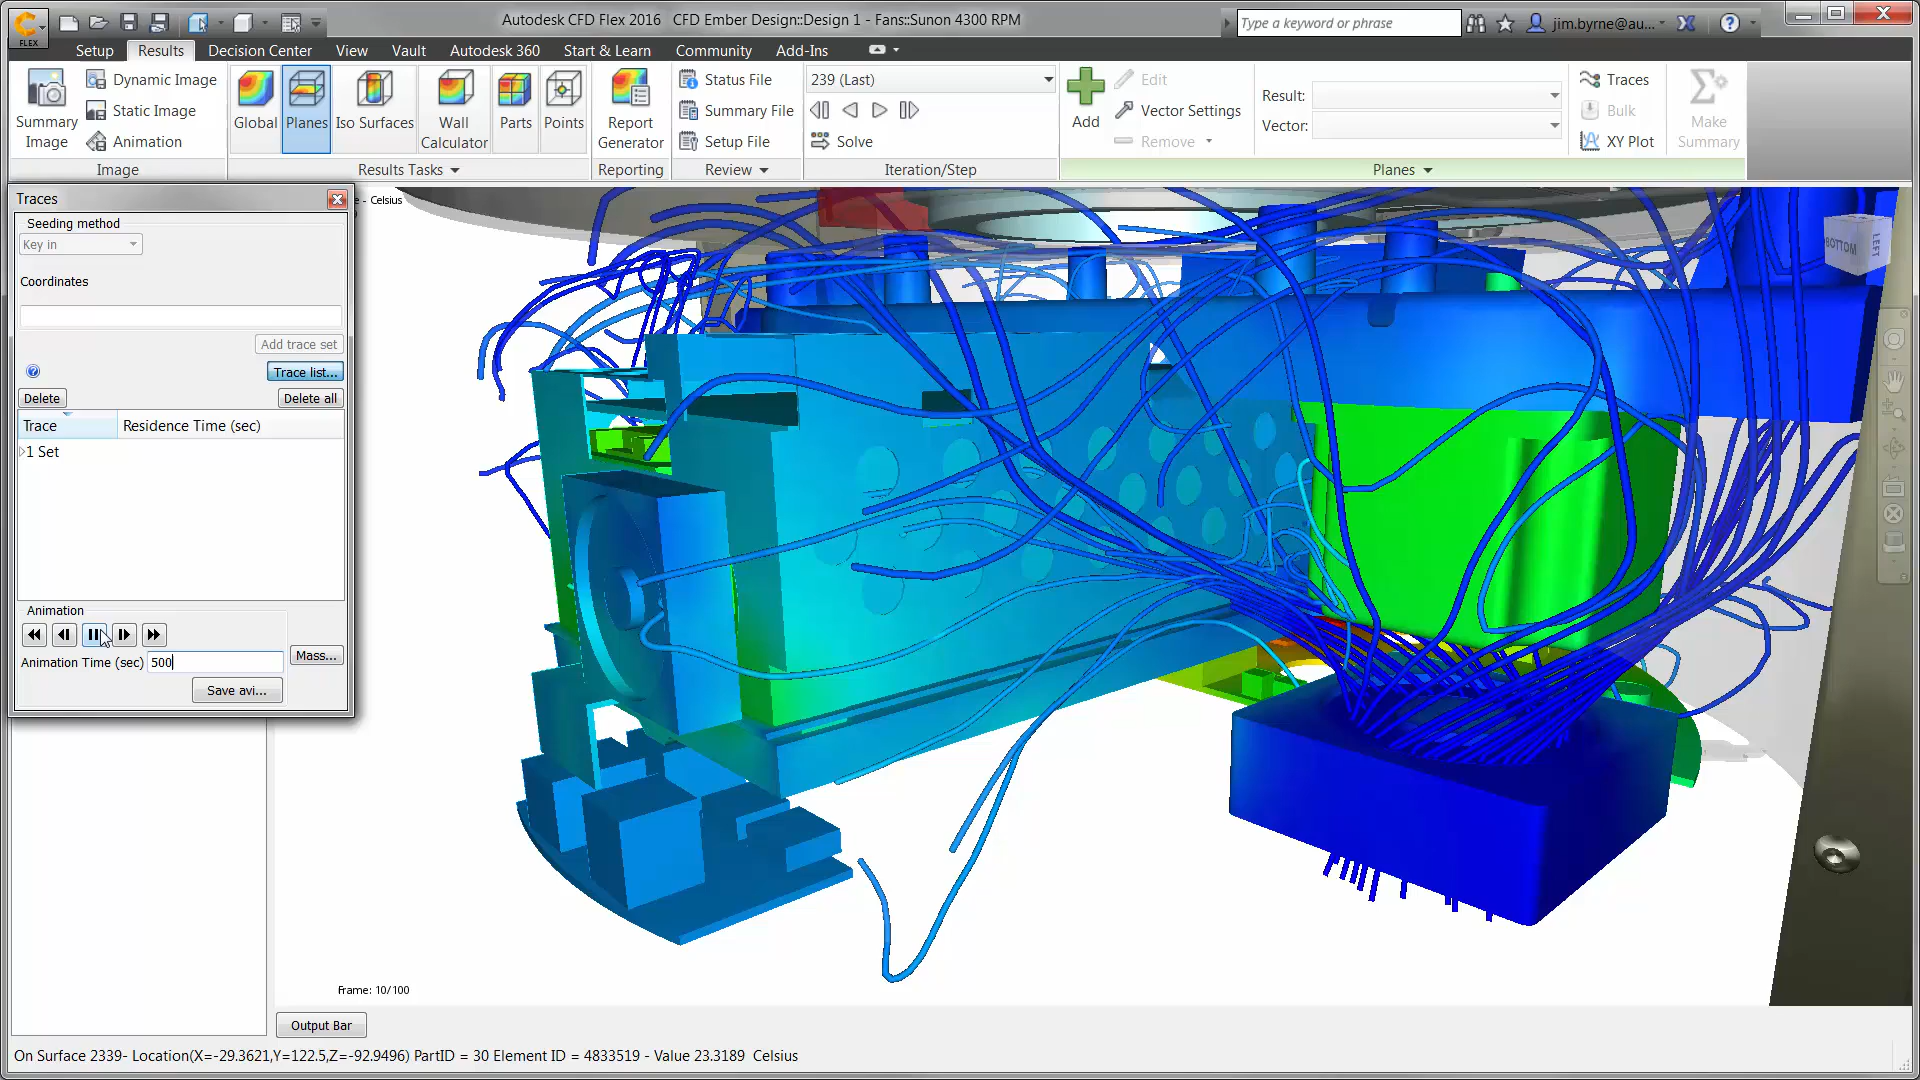 Autodesk CFD Flex 2016 CFD Ember Design::Design 1 - Fans::Sunon 4300 RPM
Type a keyword or phrase
jim.byrne@au...
FLEX
Setup Results Decision Center View Vault Autodesk 360 Start & Learn Community Add-Ins
Summary Image
Dynamic Image
Static Image
Animation
Image
Global
Planes
Iso Surfaces
Wall Calculator
Parts
Points
Results Tasks
Report Generator
Reporting
Status File
Summary File
Setup File
Review
239 (Last)
Solve
Iteration/Step
Add
Edit
Vector Settings
Remove
Result:
Vector:
Planes
Traces
Bulk
XY Plot
Make Summary
Traces
Seeding method
Key in
Coordinates
Add trace set
Trace list...
Delete
Delete all
Trace Residence Time (sec)
1 Set
Animation
Animation Time (sec) 500
Mass...
Save avi...
e - Celsius
BOTTOM
LEFT
Frame: 10/100
Output Bar
On Surface 2339- Location(X=-29.3621,Y=122.5,Z=-92.9496) PartID = 30 Element ID = 4833519 - Value 23.3189 Celsius